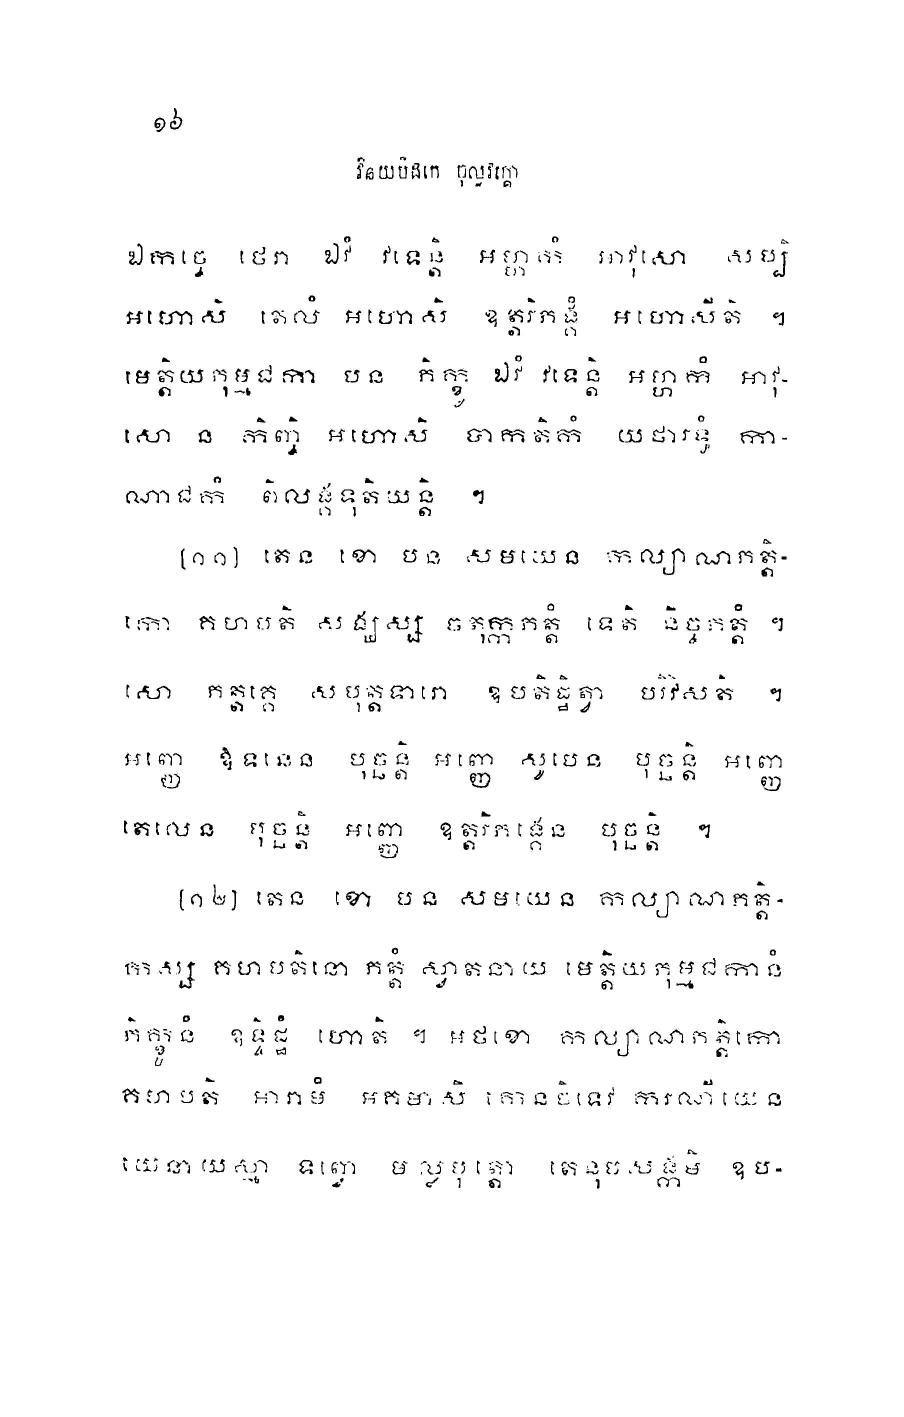 ១៦
វិនយបិដកេ ចុល្លវគ្គោ
ឯកច្ចេ ថេរា ឯវំ វទេន្តិ អម្ហាកំ អាវុសោ សប្បិ
អហោសិ តេលំ អហោសិ ឧត្តរិភង្គំ អហោសីតិ ។
មេត្តិយភុម្មជកា បន ភិក្ខូ ឯវំ វទេន្តិ អម្ហាកំ អាវុ-
សោ ន កិញ្ចិ អហោសិ បាកតិកំ យថារទ្ធំ កា-
ណាជកំ ពិលង្គទុតិយន្តិ ។
(១១) តេន ខោ បន សមយេន កល្យាណភត្តិ-
កោ គហបតិ សង្ឃស្ស ចតុក្កភត្តំ ទេតិ និច្ចភត្តំ ។
សោ ភត្តគ្គេ សបុត្តទារោ ឧបតិដ្ឋិត្វា បរិវិសតិ ។
អញ្ញេ ឱទនេន បុច្ឆន្តិ អញ្ញេ សូបេន បុច្ឆន្តិ អញ្ញេ
តេលេន បុច្ឆន្តិ អញ្ញេ ឧត្តរិភង្គេន បុច្ឆន្តិ ។
(១២) តេន ខោ បន សមយេន កល្យាណភត្តិ-
កស្ស គហបតិនោ ភត្តំ ស្វាតនាយ មេត្តិយភុម្មជកានំ
ភិក្ខូនំ ឧទ្ទិដ្ឋំ ហោតិ ។ អថខោ កល្យាណភត្តិកោ
គហបតិ អារាមំ អគមាសិ កេនចិទេវ ករណីយេន
យេនាយស្មា ទព្វោ មល្លបុត្តោ តេនុបសង្កមិ ឧប-